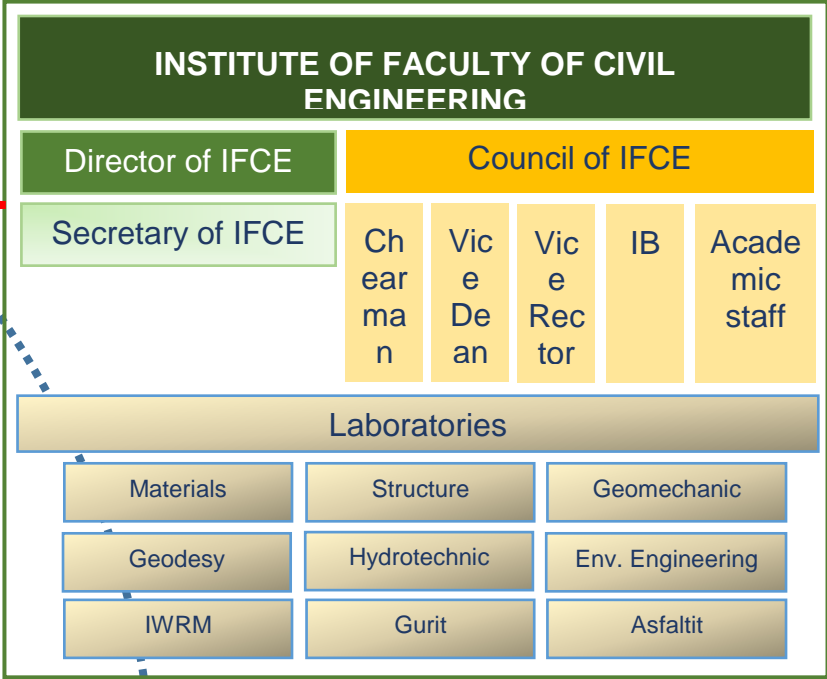 INSTITUTE OF FACULTY OF CIVIL
ENGINEERING
Director of IFCE
Council of IFCE
Secretary of IFCE
Ch
ear
ma
n
Vic
e
De
an
Vic
e
Rec
tor
IB
Acade
mic
staff
Laboratories
Materials
Structure
Geomechanic
Geodesy
Hydrotechnic
Env. Engineering
IWRM
Gurit
Asfaltit